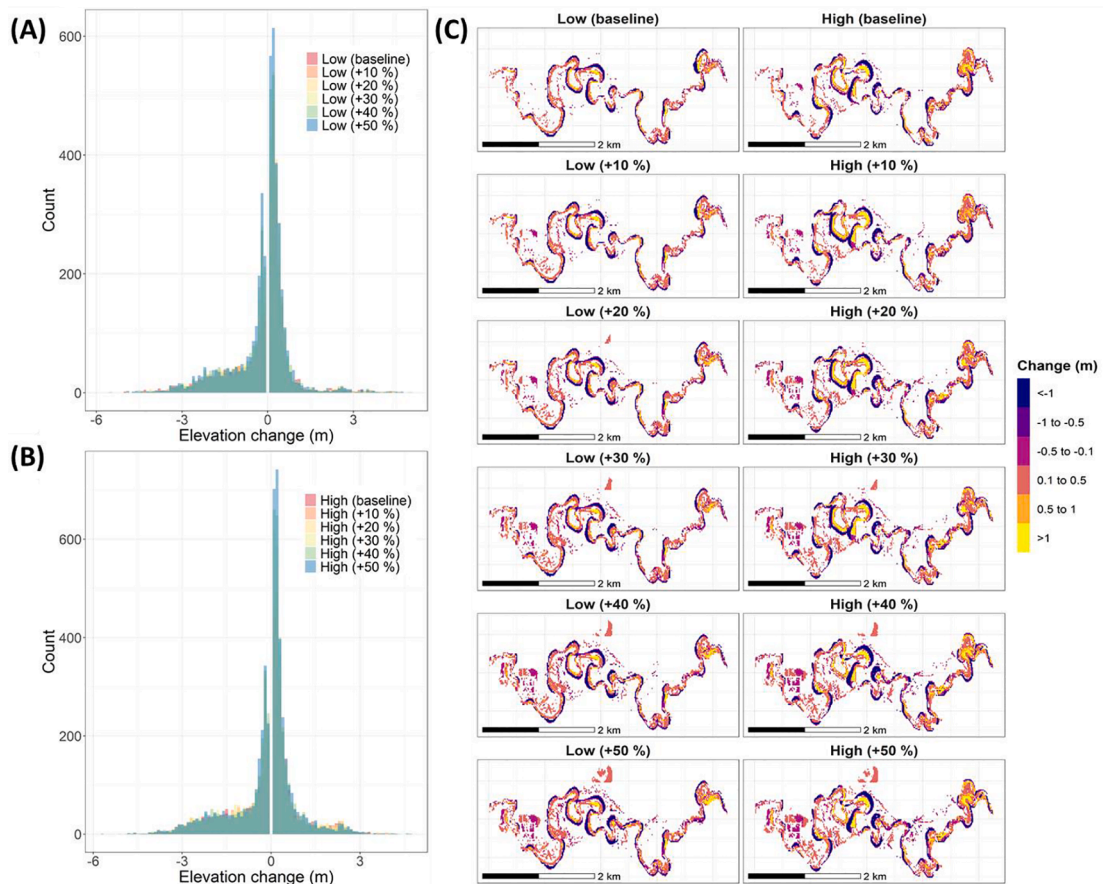 (A)
600
400
200
0
Count
Low (baseline)
Low (+10 %)
Low (+20 %)
Low (+30 %)
Low (+40 %)
Low (+50 %)
-6
-3
0
3
Elevation change (m)
(B)
600
400
200
0
Count
High (baseline)
High (+10 %)
High (+20 %)
High (+30 %)
High (+40 %)
High (+50 %)
-6
-3
0
3
Elevation change (m)
(C)
Low (baseline)
High (baseline)
2 km
2 km
Low (+10 %)
High (+10 %)
2 km
2 km
Low (+20 %)
High (+20 %)
2 km
2 km
Low (+30 %)
High (+30 %)
2 km
2 km
Low (+40 %)
High (+40 %)
2 km
2 km
Low (+50 %)
High (+50 %)
2 km
2 km
Change (m)
<-1
-1 to -0.5
-0.5 to -0.1
0.1 to 0.5
0.5 to 1
>1